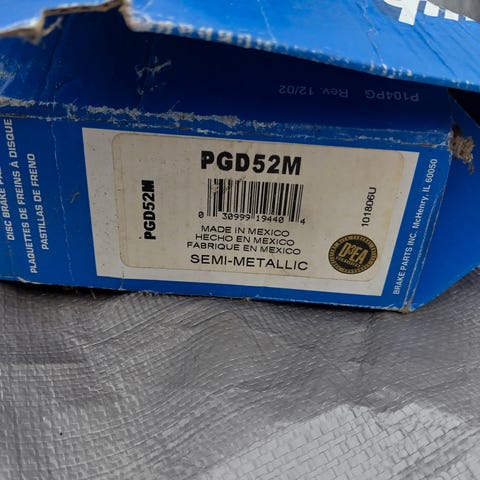 P104PG Rev. 12/02
DISC BRAKE
PLAQUETTES DE FREINS À DISQUE
PASTILLAS DE FRENO
PGD52M
PGD52M
0 30999 19440 4
MADE IN MEXICO
HECHO EN MEXICO
FABRIQUE EN MEXICO
SEMI-METALLIC
101806U
D&EA
BRAKE PARTS INC. McHenry, IL 60050